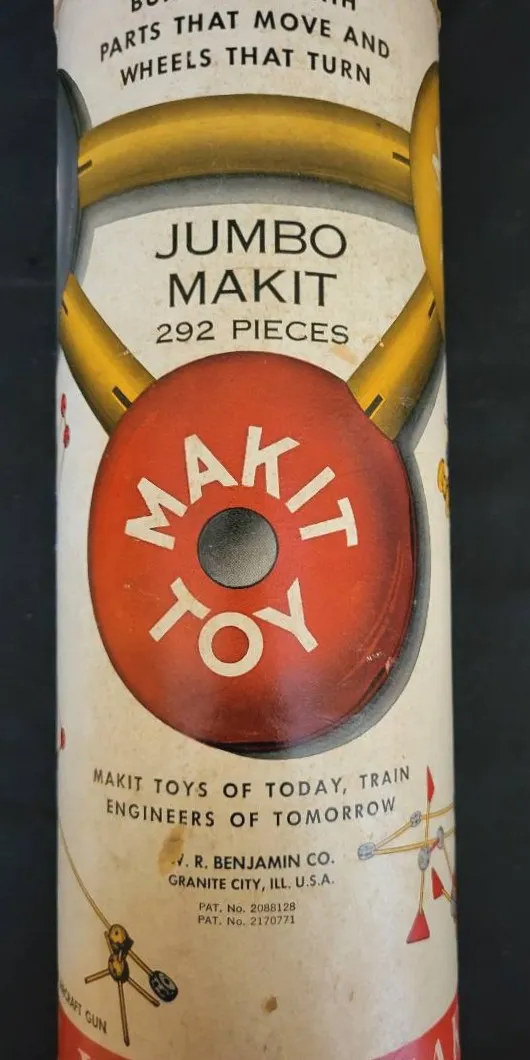 PARTS THAT MOVE AND
WHEELS THAT TURN
JUMBO
MAKIT
292 PIECES
MAKIT
TOY
MAKIT TOYS OF TODAY, TRAIN
ENGINEERS OF TOMORROW
. R. BENJAMIN CO.
GRANITE CITY, ILL. U.S.A.
PAT. No. 2088128
PAT. No. 2170771
GUN